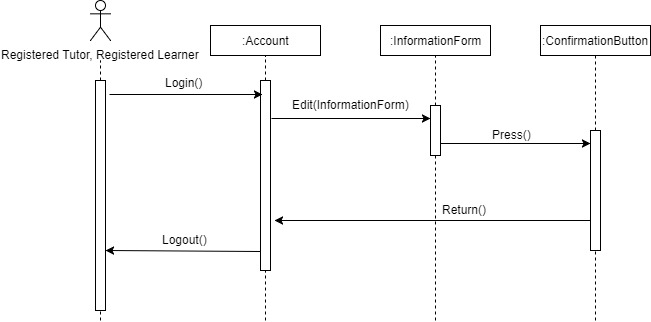 Registered Tutor, Registered Learner
:Account
:InformationForm
:ConfirmationButton
Login()
Edit(InformationForm)
Press()
Return()
Logout()